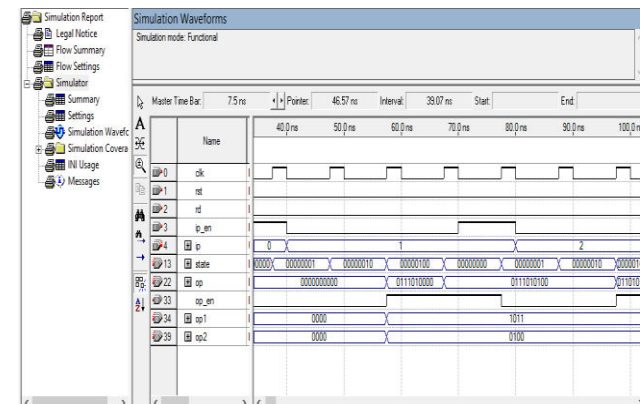 Simulation Report
Legal Notice
Flow Summary
Flow Settings
Simulator
Summary
Settings
Simulation Wavefc
Simulation Covera
INI Usage
Messages
Simulation Waveforms
Simulation mode: Functional
Master Time Bar: 7.5 ns Pointer: 46.57 ns Interval: 39.07 ns Start: End:
Name 40.0 ns 50.0 ns 60.0 ns 70.0 ns 80.0 ns 90.0 ns 100.0 n
0 clk
1 rst
2 rd
3 ip_en
4 ip 0 1 2
13 state 0000 00000001 00000010 00000100 00000000 00000001 00000010
22 op 0000000000 0111010000 0111010100 011010
33 op_en
34 op1 0000 1011
39 op2 0000 0100